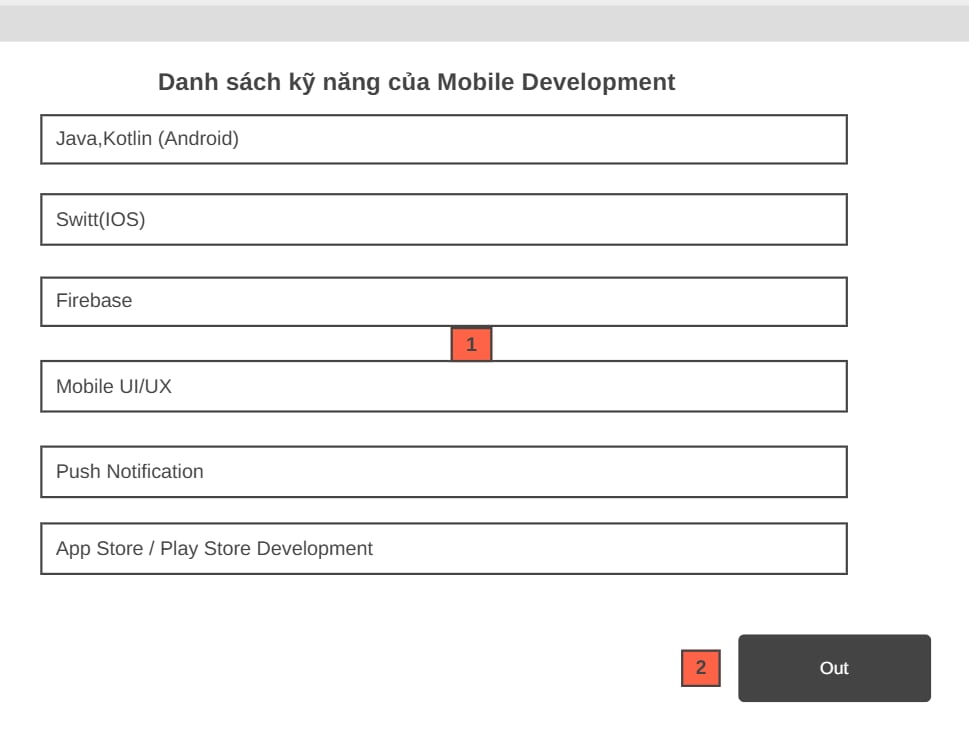 Danh sách kỹ năng của Mobile Development
Java,Kotlin (Android)
Switt(IOS)
Firebase
1
Mobile UI/UX
Push Notification
App Store / Play Store Development
2
Out